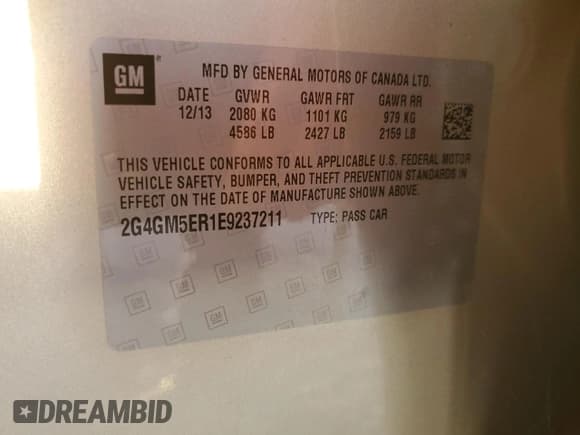 GM
MFD BY GENERAL MOTORS OF CANADA LTD.
DATE GVWR GAWR FRT GAWR RR
12/13 2080 KG 1101 KG 979 KG
4586 LB 2427 LB 2159 LB
THIS VEHICLE CONFORMS TO ALL APPLICABLE U.S. FEDERAL MOTOR
VEHICLE SAFETY, BUMPER, AND THEFT PREVENTION STANDARDS IN
EFFECT ON THE DATE OF MANUFACTURE SHOWN ABOVE.
2G4GM5ER1E9237211 TYPE: PASS CAR
DREAMBID